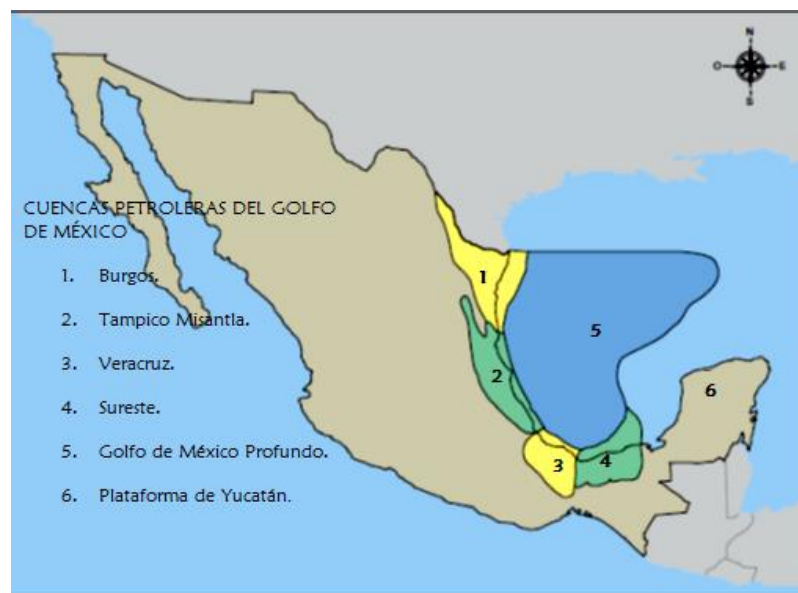 N
O E
S
CUENCAS PETROLERAS DEL GOLFO
DE MÉXICO
1. Burgos.
2. Tampico Misantla.
3. Veracruz.
4. Sureste.
5. Golfo de México Profundo.
6. Plataforma de Yucatán.
1
5
2
6
3
4